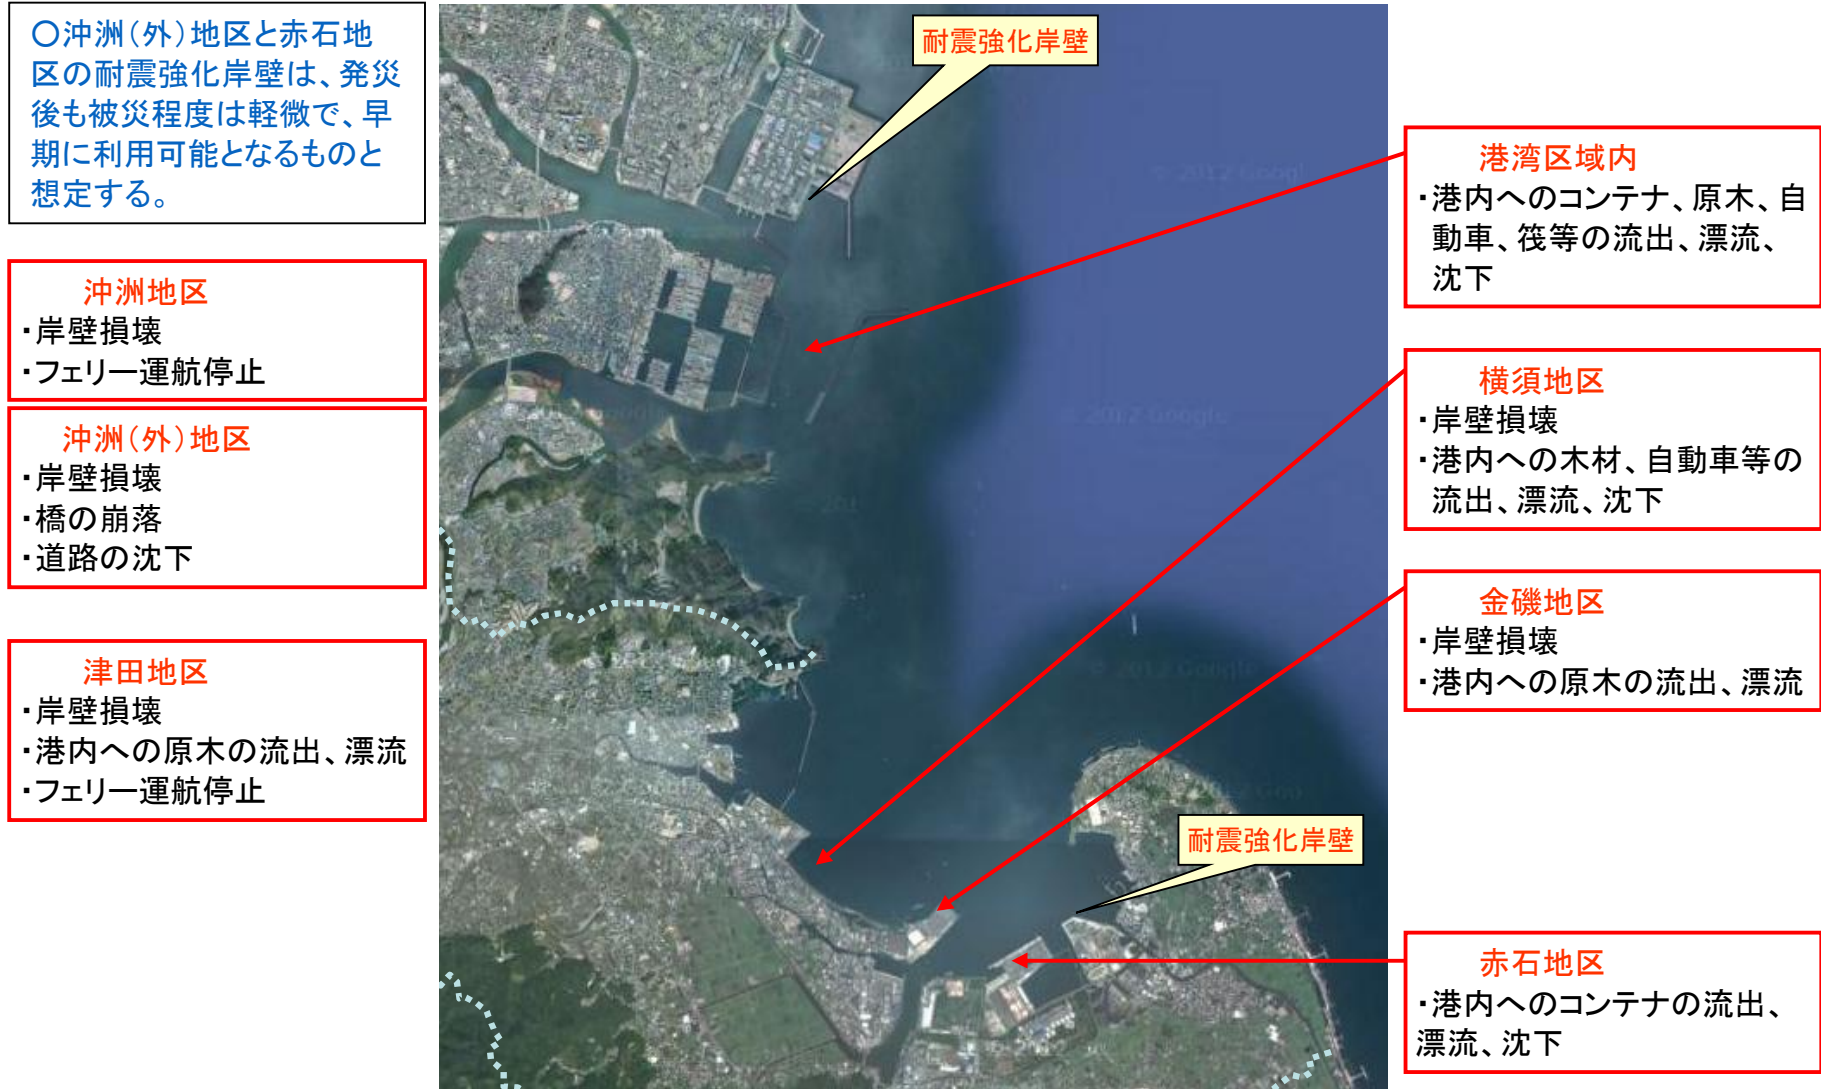 〇沖洲（外）地区と赤石地
区の耐震強化岸壁は、発災
後も被災程度は軽微で、早
期に利用可能となるものと
想定する。
沖洲地区
・岸壁損壊
・フェリー運航停止
沖洲（外）地区
・岸壁損壊
・橋の崩落
・道路の沈下
津田地区
・岸壁損壊
・港内への原木の流出、漂流
・フェリー運航停止
耐震強化岸壁
© 2012 Google
耐震強化岸壁
港湾区域内
・港内へのコンテナ、原木、自
動車、筏等の流出、漂流、
沈下
横須地区
・岸壁損壊
・港内への木材、自動車等の
流出、漂流、沈下
金磯地区
・岸壁損壊
・港内への原木の流出、漂流
赤石地区
・港内へのコンテナの流出、
漂流、沈下